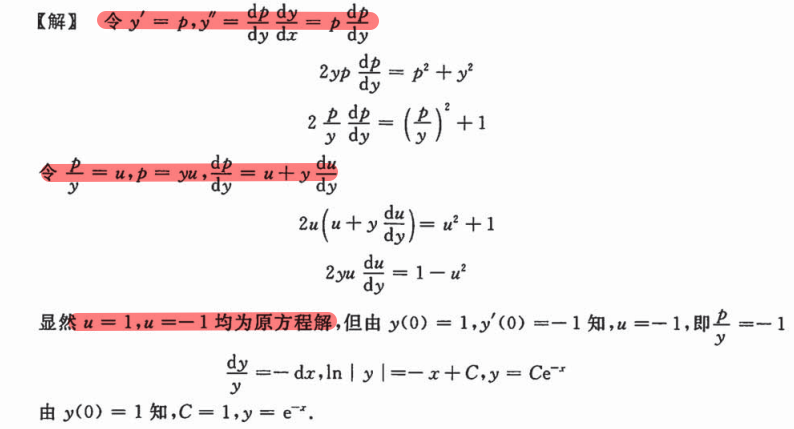 【解】 令 y′ = p, y″ = dp/dy dy/dx = p dp/dy
2yp dp/dy = p² + y²
2 p/y dp/dy = (p/y)² + 1
令 p/y = u, p = yu, dp/dy = u + y du/dy
2u(u + y du/dy) = u² + 1
2yu du/dy = 1 − u²
显然 u = 1, u = −1 均为原方程解, 但由 y(0) = 1, y′(0) = −1 知, u = −1, 即 p/y = −1
dy/y = − dx, ln | y | = − x + C, y = Ce⁻ˣ
由 y(0) = 1 知, C = 1, y = e⁻ˣ.